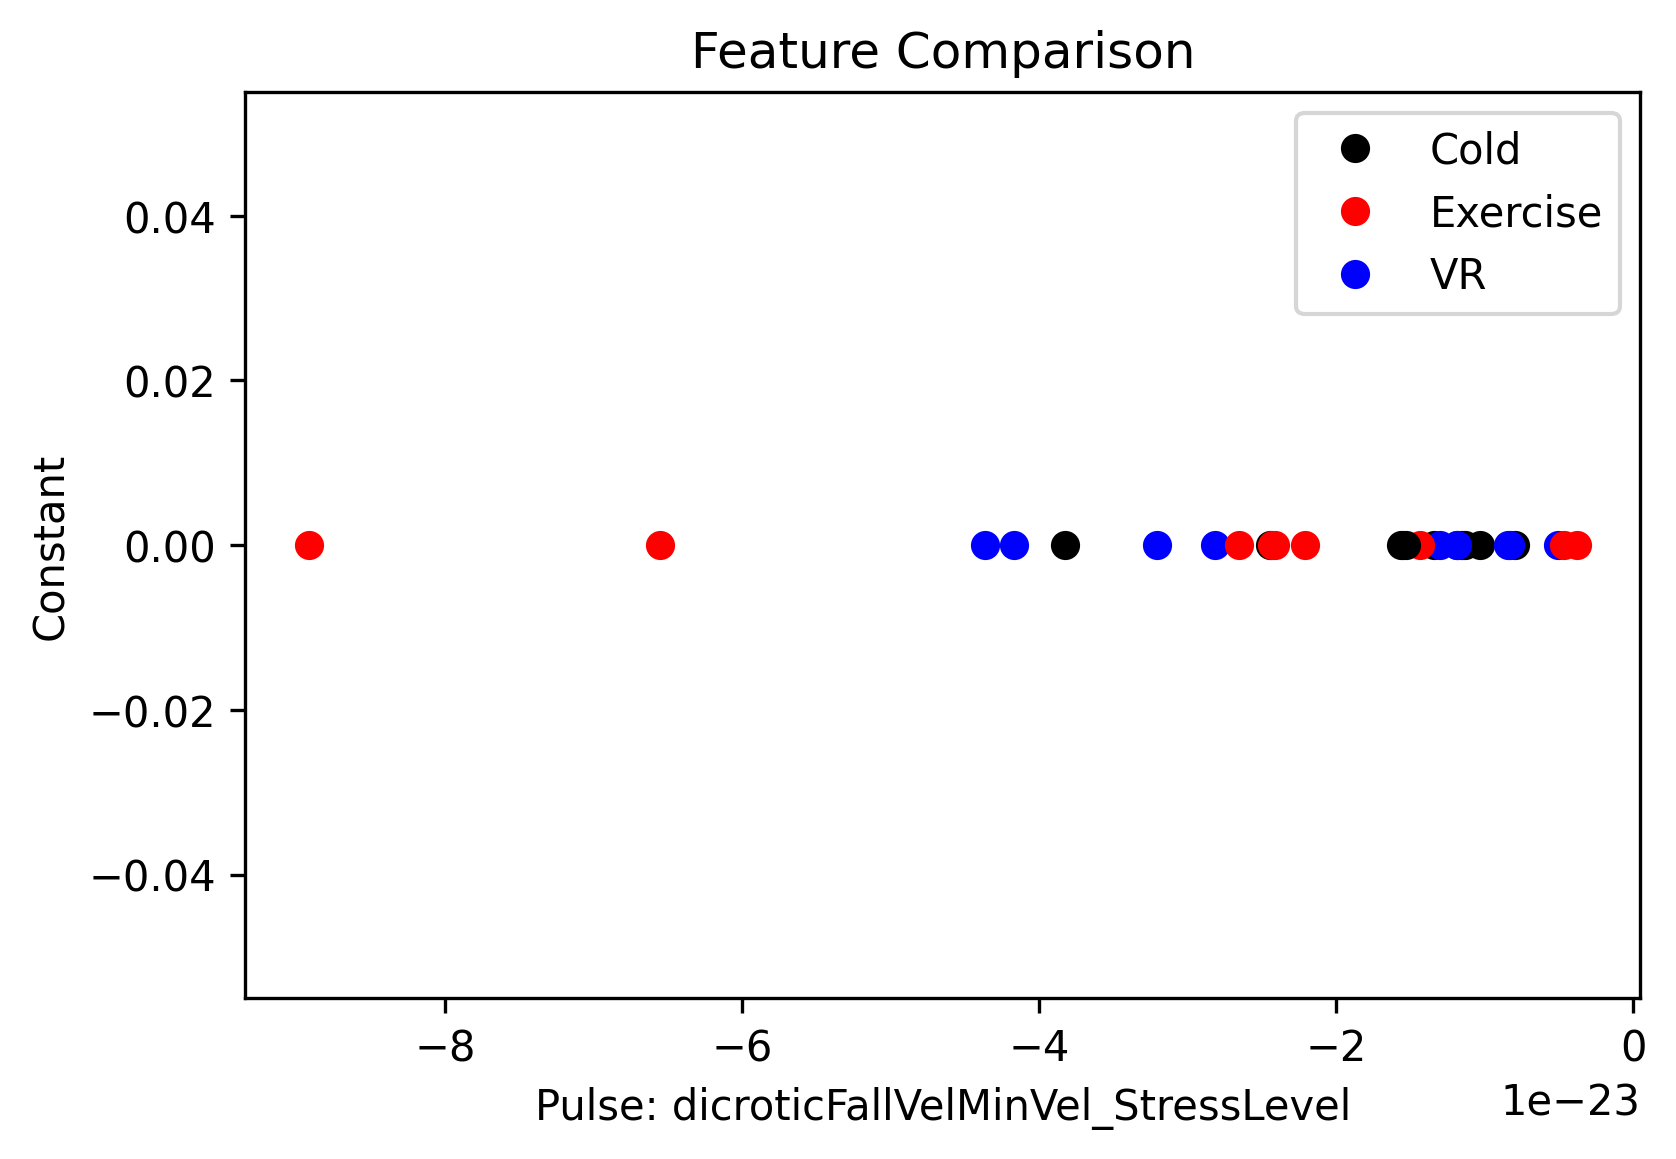 Feature Comparison
Cold
Exercise
VR
0.04
0.02
0.00
−0.02
−0.04
Constant
−8
−6
−4
−2
0
1e−23
Pulse: dicroticFallVelMinVel_StressLevel